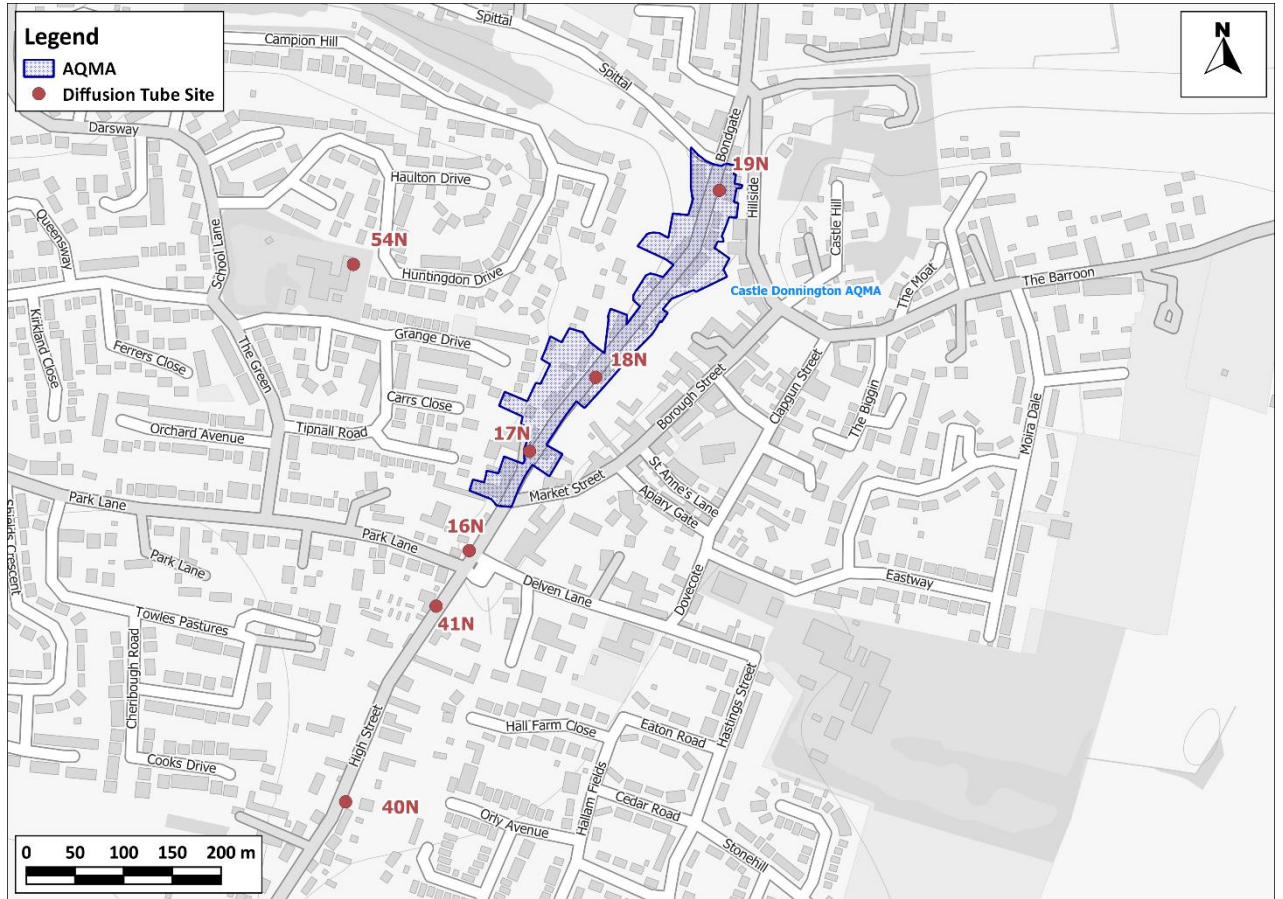 Legend
AQMA
Diffusion Tube Site
N
Spittal
Campion Hill
Spittal
Darsway
Bondgate
19N
Haulton Drive
Hillside
Castle Hill
Queensway
School Lane
54N
Huntingdon Drive
The Moat
The Barroon
Castle Donnington AQMA
Kirkland Close
Ferrers Close
The Green
Grange Drive
18N
Borough Street
Clapgun Street
The Biggin
Moira Dale
Carrs Close
Orchard Avenue
Tipnall Road
17N
St Anne's Lane
Market Street
Apiary Gate
Park Lane
Shields Crescent
16N
Park Lane
Park Lane
Delven Lane
Eastway
Dovecote
Towles Pastures
41N
Cheribough Road
Hastings Street
High Street
Hall Farm Close
Eaton Road
Cooks Drive
Hallam Fields
Cedar Road
40N
Orly Avenue
Stonehill
0 50 100 150 200 m